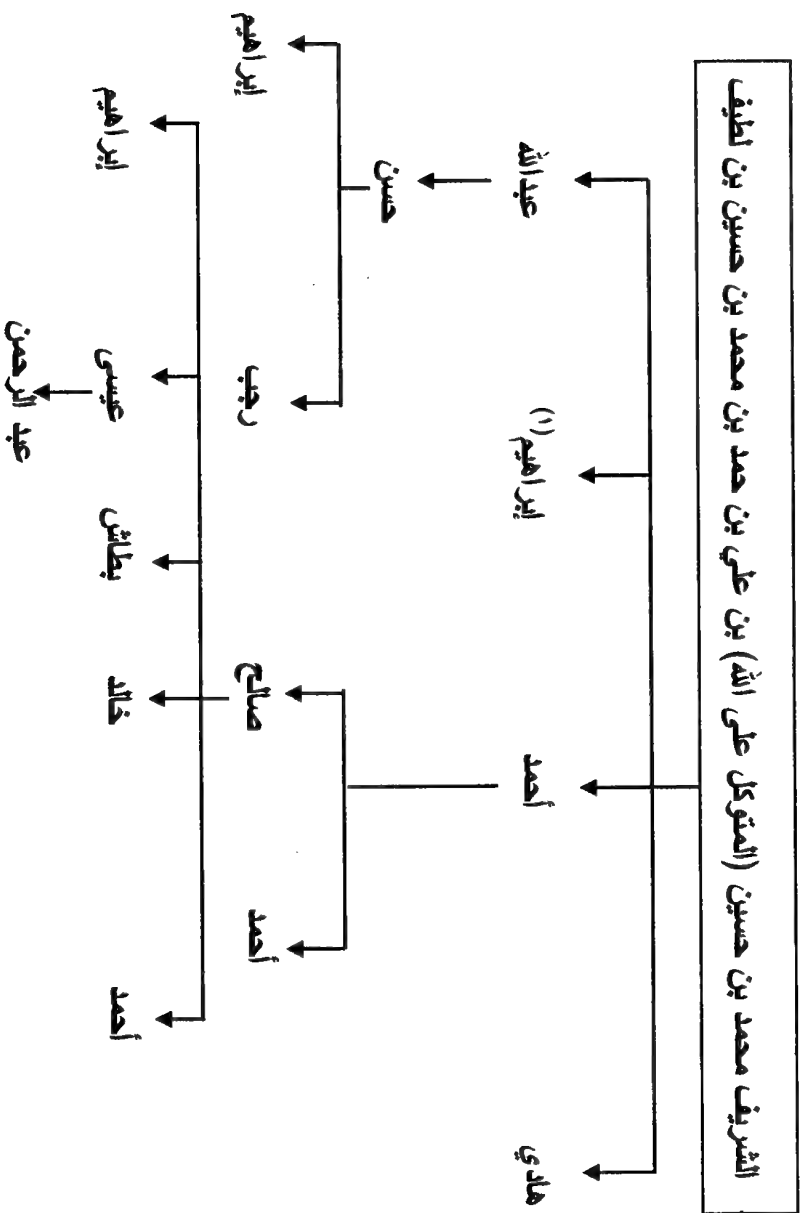 الشريف محمد بن حسين (المتوكل على الله) بن علي بن حمد بن محمد بن حسين بن لطيف
هادي
أحمد
إبراهيم (١)
عبدالله
حسن
أحمد
صالح
رجب
إبراهيم
أحمد
خالد
بطاش
عيسى
إبراهيم
عبد الرحمن